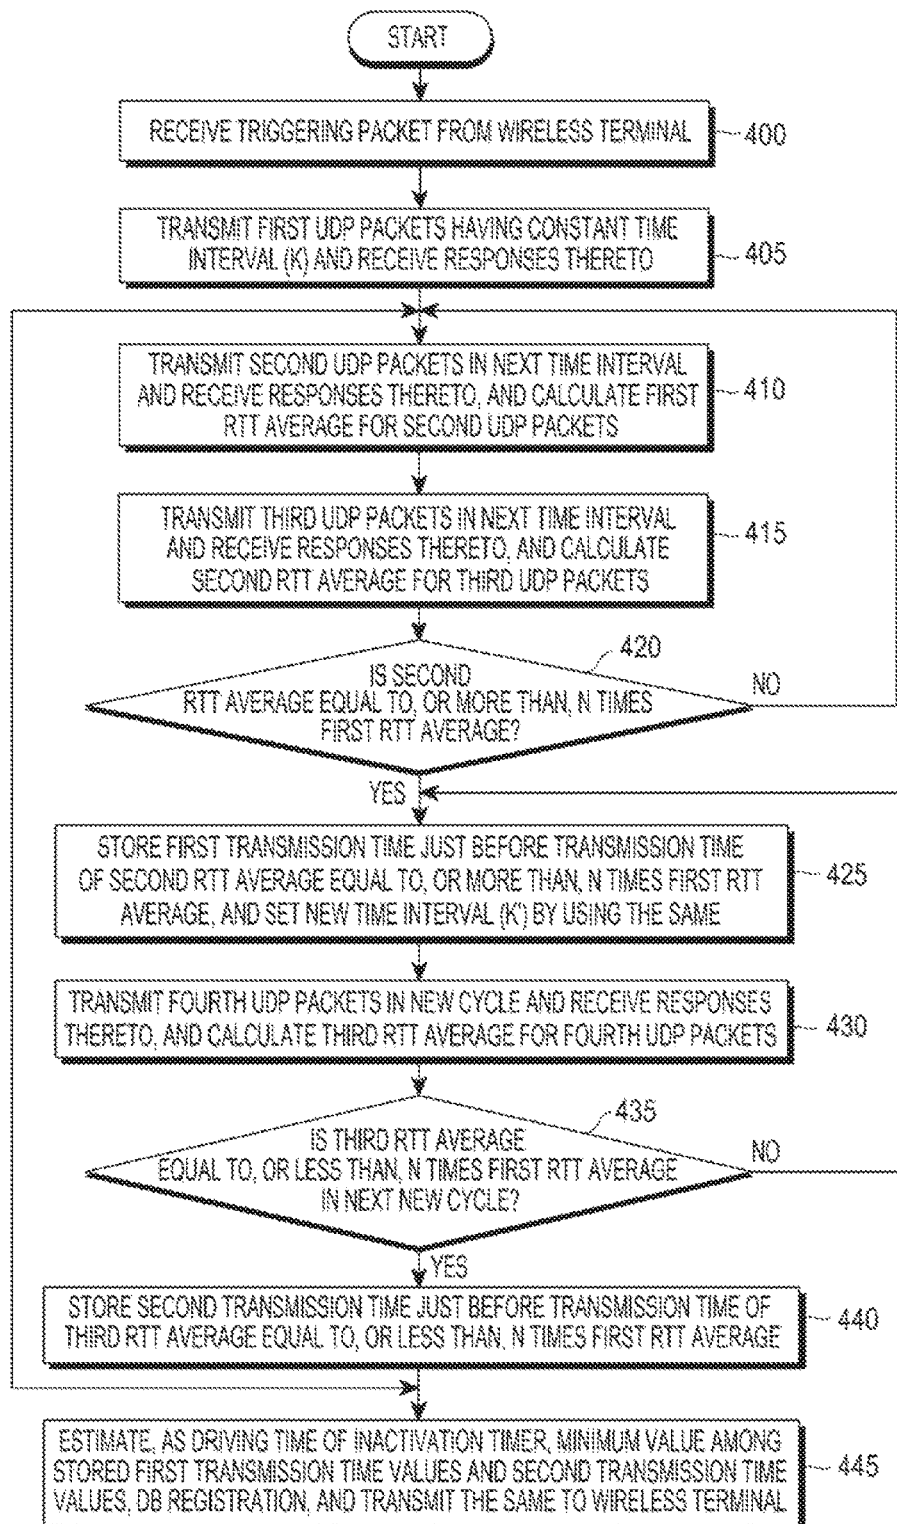 START
RECEIVE TRIGGERING PACKET FROM WIRELESS TERMINAL
400
TRANSMIT FIRST UDP PACKETS HAVING CONSTANT TIME
INTERVAL (K) AND RECEIVE RESPONSES THERETO
405
TRANSMIT SECOND UDP PACKETS IN NEXT TIME INTERVAL
AND RECEIVE RESPONSES THERETO, AND CALCULATE FIRST
RTT AVERAGE FOR SECOND UDP PACKETS
410
TRANSMIT THIRD UDP PACKETS IN NEXT TIME INTERVAL
AND RECEIVE RESPONSES THERETO, AND CALCULATE
SECOND RTT AVERAGE FOR THIRD UDP PACKETS
415
420
IS SECOND
RTT AVERAGE EQUAL TO, OR MORE THAN, N TIMES
FIRST RTT AVERAGE?
NO
YES
STORE FIRST TRANSMISSION TIME JUST BEFORE TRANSMISSION TIME
OF SECOND RTT AVERAGE EQUAL TO, OR MORE THAN, N TIMES FIRST RTT
AVERAGE, AND SET NEW TIME INTERVAL (K') BY USING THE SAME
425
TRANSMIT FOURTH UDP PACKETS IN NEW CYCLE AND RECEIVE RESPONSES
THERETO, AND CALCULATE THIRD RTT AVERAGE FOR FOURTH UDP PACKETS
430
435
IS THIRD RTT AVERAGE
EQUAL TO, OR LESS THAN, N TIMES FIRST RTT AVERAGE
IN NEXT NEW CYCLE?
NO
YES
STORE SECOND TRANSMISSION TIME JUST BEFORE TRANSMISSION TIME OF
THIRD RTT AVERAGE EQUAL TO, OR LESS THAN, N TIMES FIRST RTT AVERAGE
440
ESTIMATE, AS DRIVING TIME OF INACTIVATION TIMER, MINIMUM VALUE AMONG
STORED FIRST TRANSMISSION TIME VALUES AND SECOND TRANSMISSION TIME
VALUES, DB REGISTRATION, AND TRANSMIT THE SAME TO WIRELESS TERMINAL
445